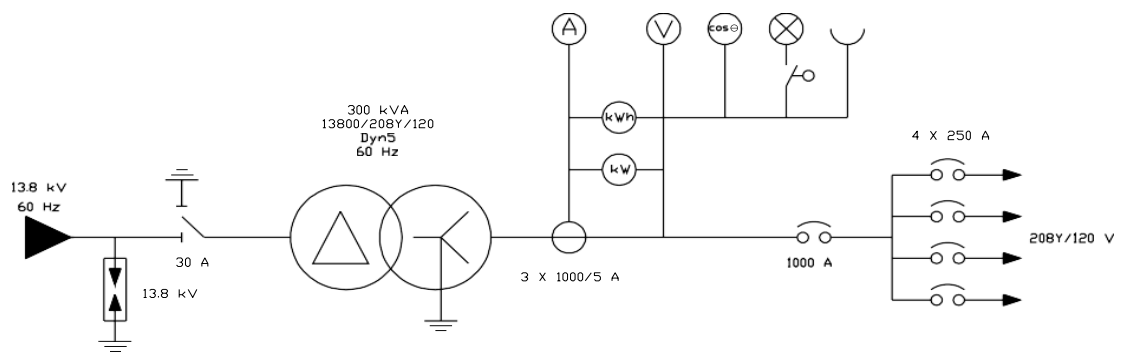 A
V
cosθ
kWh
kW
300 kVA
13800/208Y/120
Dyn5
60 Hz
4 X 250 A
13.8 kV
60 Hz
30 A
13.8 kV
3 X 1000/5 A
1000 A
208Y/120 V